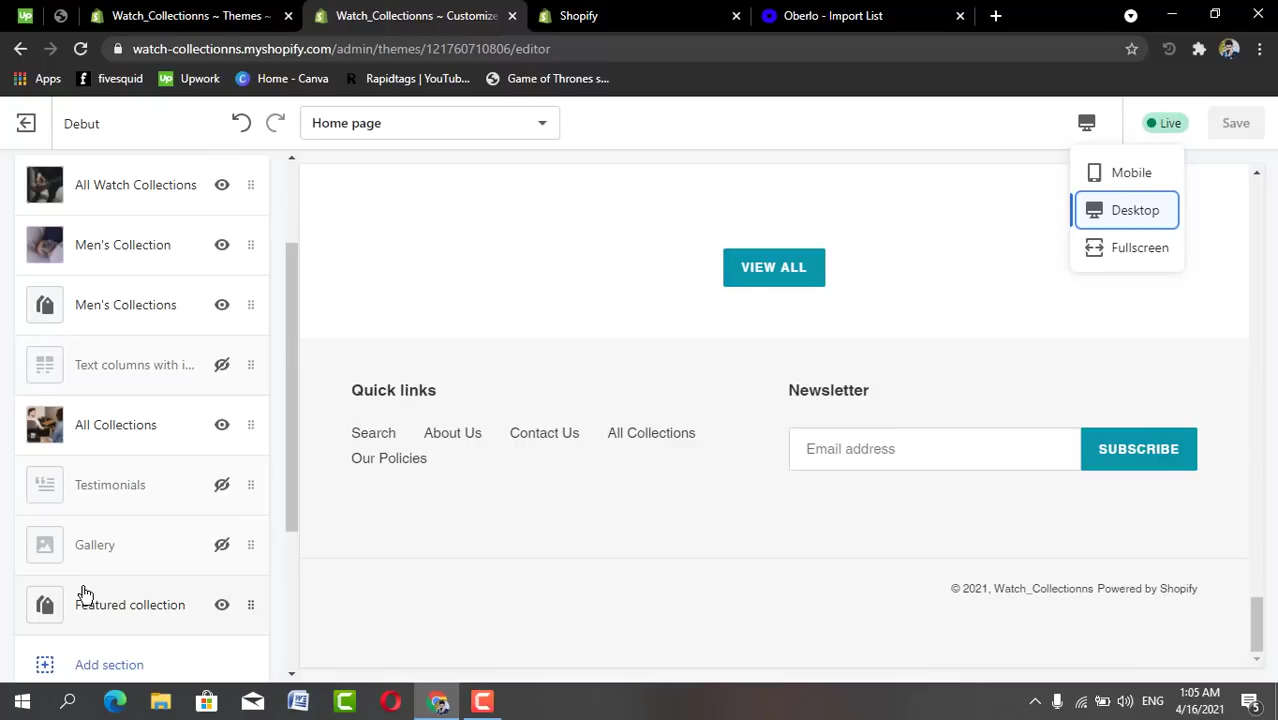 Watch_Collectionns ~ Themes ~
Watch_Collectionns ~ Customize
Shopify
Oberlo - Import List
watch-collectionns.myshopify.com/admin/themes/121760710806/editor
Apps
fivesquid
Upwork
Home - Canva
Rapidtags | YouTub...
Game of Thrones s...
Debut
Home page
Live
Save
Mobile
Desktop
Fullscreen
All Watch Collections
Men's Collection
Men's Collections
Text columns with i...
All Collections
Testimonials
Gallery
Featured collection
Add section
VIEW ALL
Quick links
Search About Us Contact Us All Collections
Our Policies
Newsletter
Email address SUBSCRIBE
© 2021, Watch_Collectionns Powered by Shopify
ENG
1:05 AM
4/16/2021
5